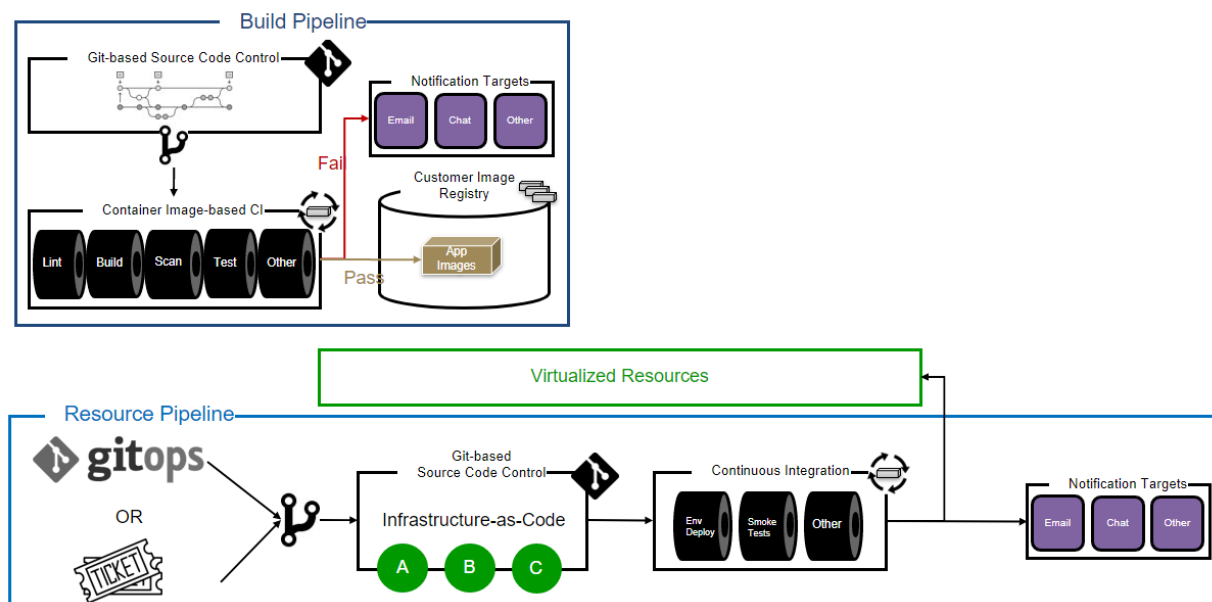 Build Pipeline
Git-based Source Code Control
Notification Targets
Email
Chat
Other
Fail
Customer Image
Registry
Container Image-based CI
Lint
Build
Scan
Test
Other
App
Images
Pass
Virtualized Resources
Resource Pipeline
gitops
OR
TICKET
Git-based
Source Code Control
Infrastructure-as-Code
A
B
C
Continuous Integration
Env
Deploy
Smoke
Tests
Other
Notification Targets
Email
Chat
Other